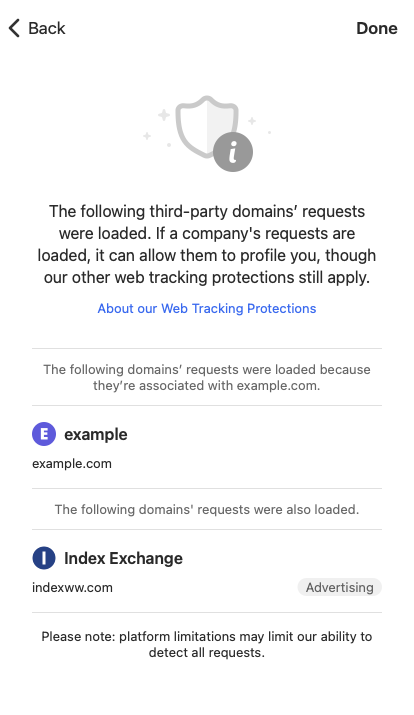 Back
Done
i
The following third-party domains’ requests
were loaded. If a company's requests are
loaded, it can allow them to profile you, though
our other web tracking protections still apply.
About our Web Tracking Protections
The following domains’ requests were loaded because
they’re associated with example.com.
E example
example.com
The following domains' requests were also loaded.
I Index Exchange
indexww.com
Advertising
Please note: platform limitations may limit our ability to
detect all requests.